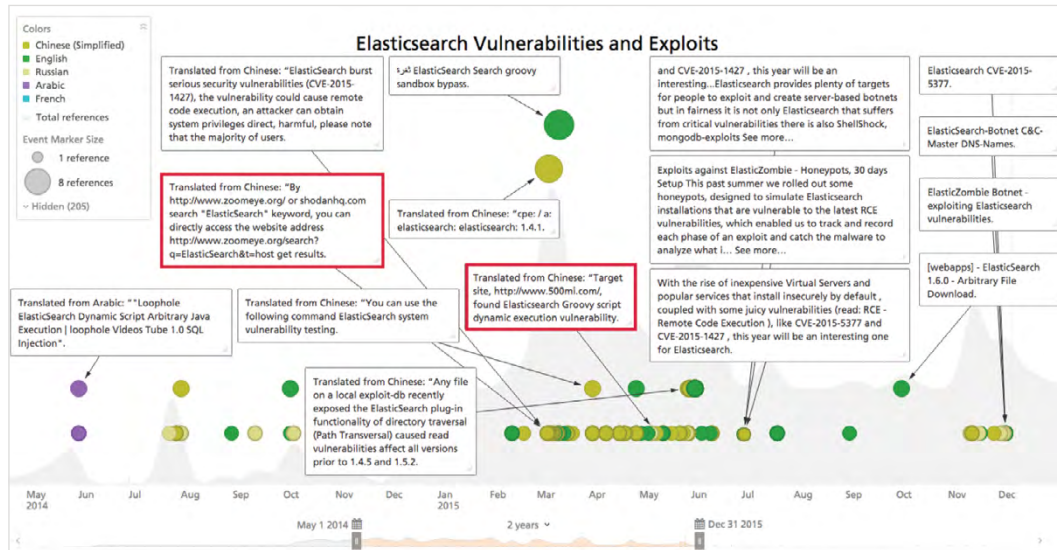 Elasticsearch Vulnerabilities and Exploits
Colors
Chinese (Simplified)
English
Russian
Arabic
French
Total references
Event Marker Size
1 reference
8 references
Hidden (205)
Translated from Chinese: “ElasticSearch burst
serious security vulnerabilities (CVE-2015-
1427), the vulnerability could cause remote
code execution, an attacker can obtain
system privileges direct, harmful, please note
that the majority of users.
ثغرة ElasticSearch Search groovy
sandbox bypass.
and CVE-2015-1427 , this year will be an
interesting...Elasticsearch provides plenty of targets
for people to exploit and create server-based botnets
but in fairness it is not only Elasticsearch that suffers
from critical vulnerabilities there is also ShellShock,
mongodb-exploits See more...
Elasticsearch CVE-2015-
5377.
ElasticSearch-Botnet C&C-
Master DNS-Names.
Translated from Chinese: “By
http://www.zoomeye.org/ or shodanhq.com
search "ElasticSearch" keyword, you can
directly access the website address
http://www.zoomeye.org/search?
q=ElasticSearch&t=host get results.
Translated from Chinese: “cpe: / a:
elasticsearch: elasticsearch: 1.4.1.
Exploits against ElasticZombie - Honeypots, 30 days
Setup This past summer we rolled out some
honeypots, designed to simulate Elasticsearch
installations that are vulnerable to the latest RCE
vulnerabilities, which enabled us to track and record
each phase of an exploit and catch the malware to
analyze what i... See more...
ElasticZombie Botnet -
exploiting Elasticsearch
vulnerabilities.
[webapps] - ElasticSearch
1.6.0 - Arbitrary File
Download.
Translated from Arabic: ""Loophole
ElasticSearch Dynamic Script Arbitrary Java
Execution | loophole Videos Tube 1.0 SQL
Injection".
Translated from Chinese: “You can use the
following command ElasticSearch system
vulnerability testing.
Translated from Chinese: “Target
site, http://www.500mi.com/,
found Elasticsearch Groovy script
dynamic execution vulnerability.
With the rise of inexpensive Virtual Servers and
popular services that install insecurely by default ,
coupled with some juicy vulnerabilities (read: RCE -
Remote Code Execution ), like CVE-2015-5377 and
CVE-2015-1427 , this year will be an interesting one
for Elasticsearch.
Translated from Chinese: “Any file
on a local exploit-db recently
exposed the ElasticSearch plug-in
functionality of directory traversal
(Path Transversal) caused read
vulnerabilities affect all versions
prior to 1.4.5 and 1.5.2.
May Jun Jul Aug Sep Oct Nov Dec Jan Mar Apr May Jun Jul Aug Sep Oct Nov Dec
2014 2015
May 1 2014 2 years Dec 31 2015